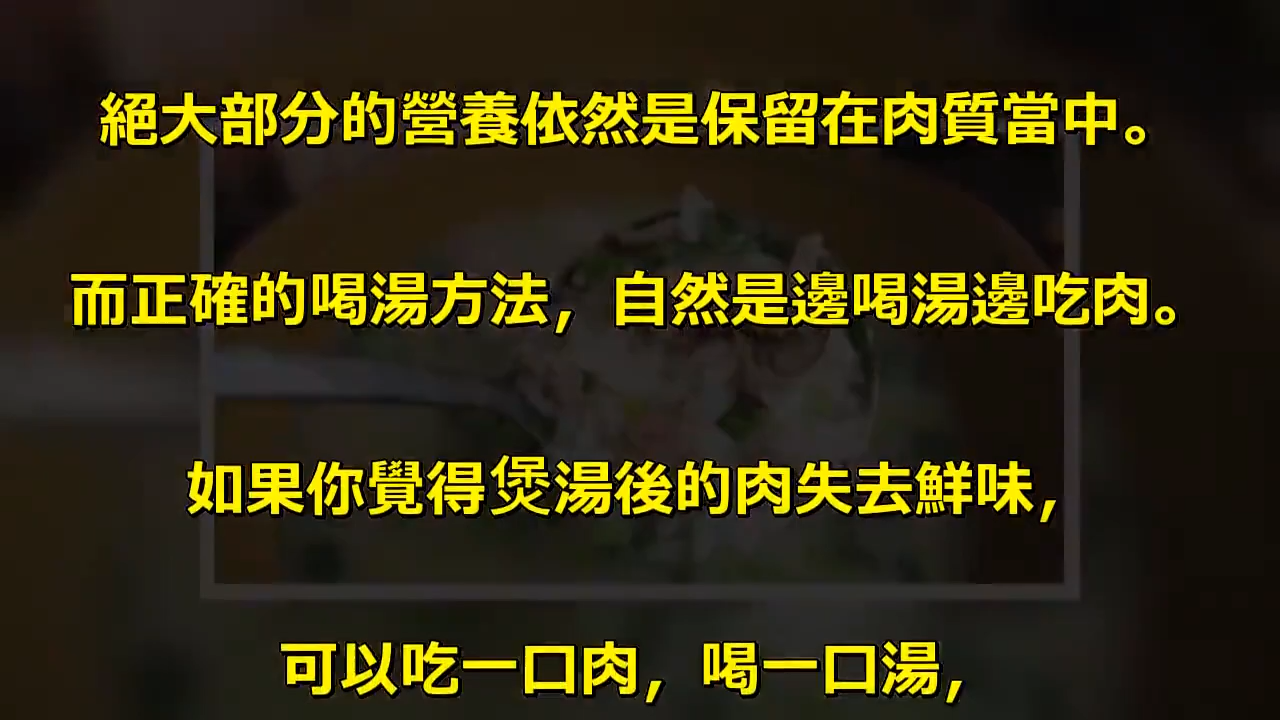 絕大部分的營養依然是保留在肉質當中。
而正確的喝湯方法，自然是邊喝湯邊吃肉。
如果你覺得煲湯後的肉失去鮮味，
可以吃一口肉，喝一口湯，